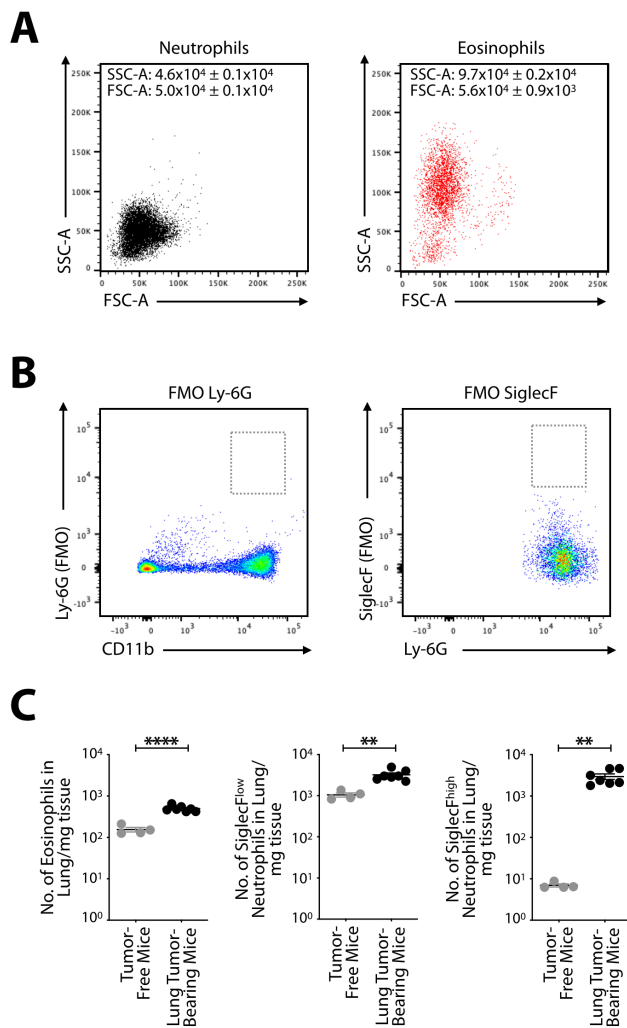 A
Neutrophils
SSC-A: 4.6x10⁴ ± 0.1x10⁴
FSC-A: 5.0x10⁴ ± 0.1x10⁴
250K
200K
150K
100K
50K
0
SSC-A
0 50K 100K 150K 200K 250K
FSC-A
Eosinophils
SSC-A: 9.7x10⁴ ± 0.2x10⁴
FSC-A: 5.6x10⁴ ± 0.9x10³
250K
200K
150K
100K
50K
0
SSC-A
0 50K 100K 150K 200K 250K
FSC-A
B
FMO Ly-6G
10⁵
10⁴
10³
0
-10³
Ly-6G (FMO)
-10³ 0 10³ 10⁴ 10⁵
CD11b
FMO SiglecF
10⁵
10⁴
10³
0
-10³
SiglecF (FMO)
-10³ 0 10³ 10⁴ 10⁵
Ly-6G
C
No. of Eosinophils in
Lung/mg tissue
10⁴
10³
10²
10¹
10⁰
****
Tumor-
Free Mice
Lung Tumor-
Bearing Mice
No. of SiglecFlow
Neutrophils in Lung/
mg tissue
10⁴
10³
10²
10¹
10⁰
**
Tumor-
Free Mice
Lung Tumor-
Bearing Mice
No. of SiglecFhigh
Neutrophils in Lung/
mg tissue
10⁴
10³
10²
10¹
10⁰
**
Tumor-
Free Mice
Lung Tumor-
Bearing Mice